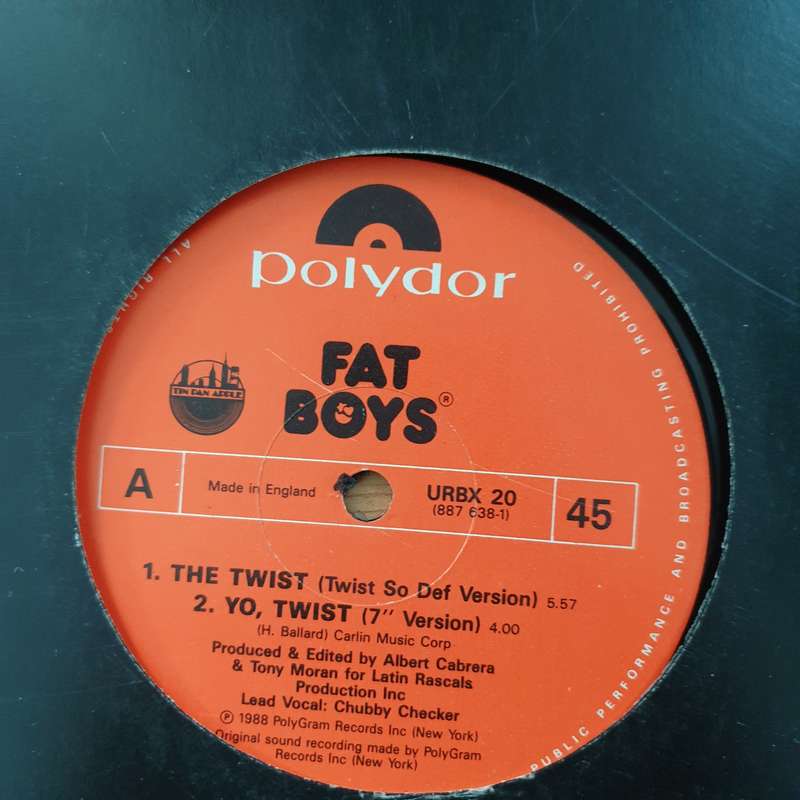 polydor
FAT
BOYS®
TIN PAN APPLE
A
Made in England
URBX 20
(887 638-1)
45
1. THE TWIST (Twist So Def Version) 5.57
2. YO, TWIST (7" Version) 4.00
(H. Ballard) Carlin Music Corp
Produced & Edited by Albert Cabrera
& Tony Moran for Latin Rascals
Production Inc
Lead Vocal: Chubby Checker
℗ 1988 PolyGram Records Inc (New York)
Original sound recording made by PolyGram
Records Inc (New York)
ALL
PUBLIC PERFORMANCE AND BROADCASTING PROHIBITED